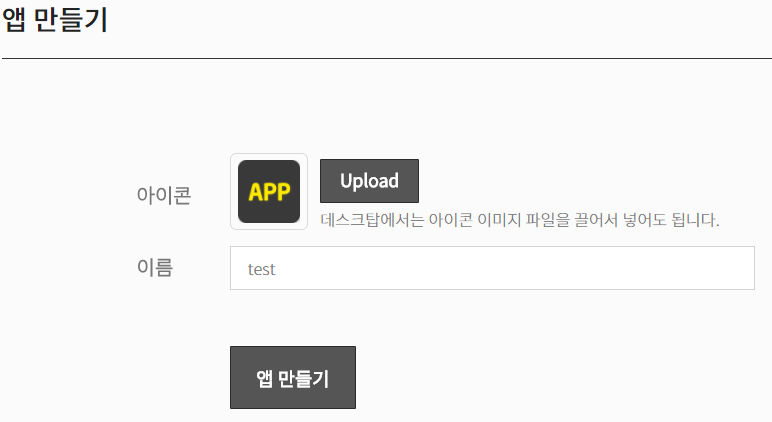 앱 만들기
아이콘
APP
Upload
데스크탑에서는 아이콘 이미지 파일을 끌어서 넣어도 됩니다.
이름
test
앱 만들기